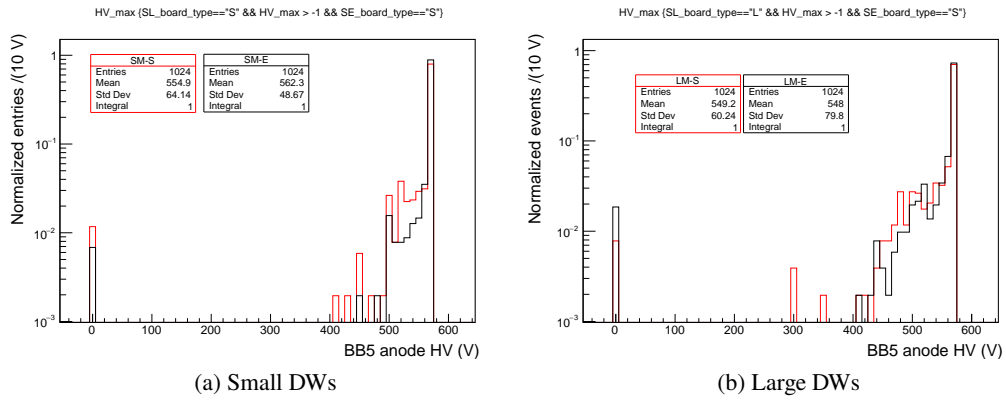 HV_max {SL_board_type=="S" && HV_max > -1 && SE_board_type=="S"}
Normalized entries /(10 V)
1
10⁻¹
10⁻²
10⁻³
SM-S
Entries 1024
Mean 554.9
Std Dev 64.14
Integral 1
SM-E
Entries 1024
Mean 562.3
Std Dev 48.67
Integral 1
0 100 200 300 400 500 600
BB5 anode HV (V)
(a) Small DWs
HV_max {SL_board_type=="L" && HV_max > -1 && SE_board_type=="S"}
Normalized events /(10 V)
1
10⁻¹
10⁻²
10⁻³
LM-S
Entries 1024
Mean 549.2
Std Dev 60.24
Integral 1
LM-E
Entries 1024
Mean 548
Std Dev 79.8
Integral 1
0 100 200 300 400 500 600
BB5 anode HV (V)
(b) Large DWs